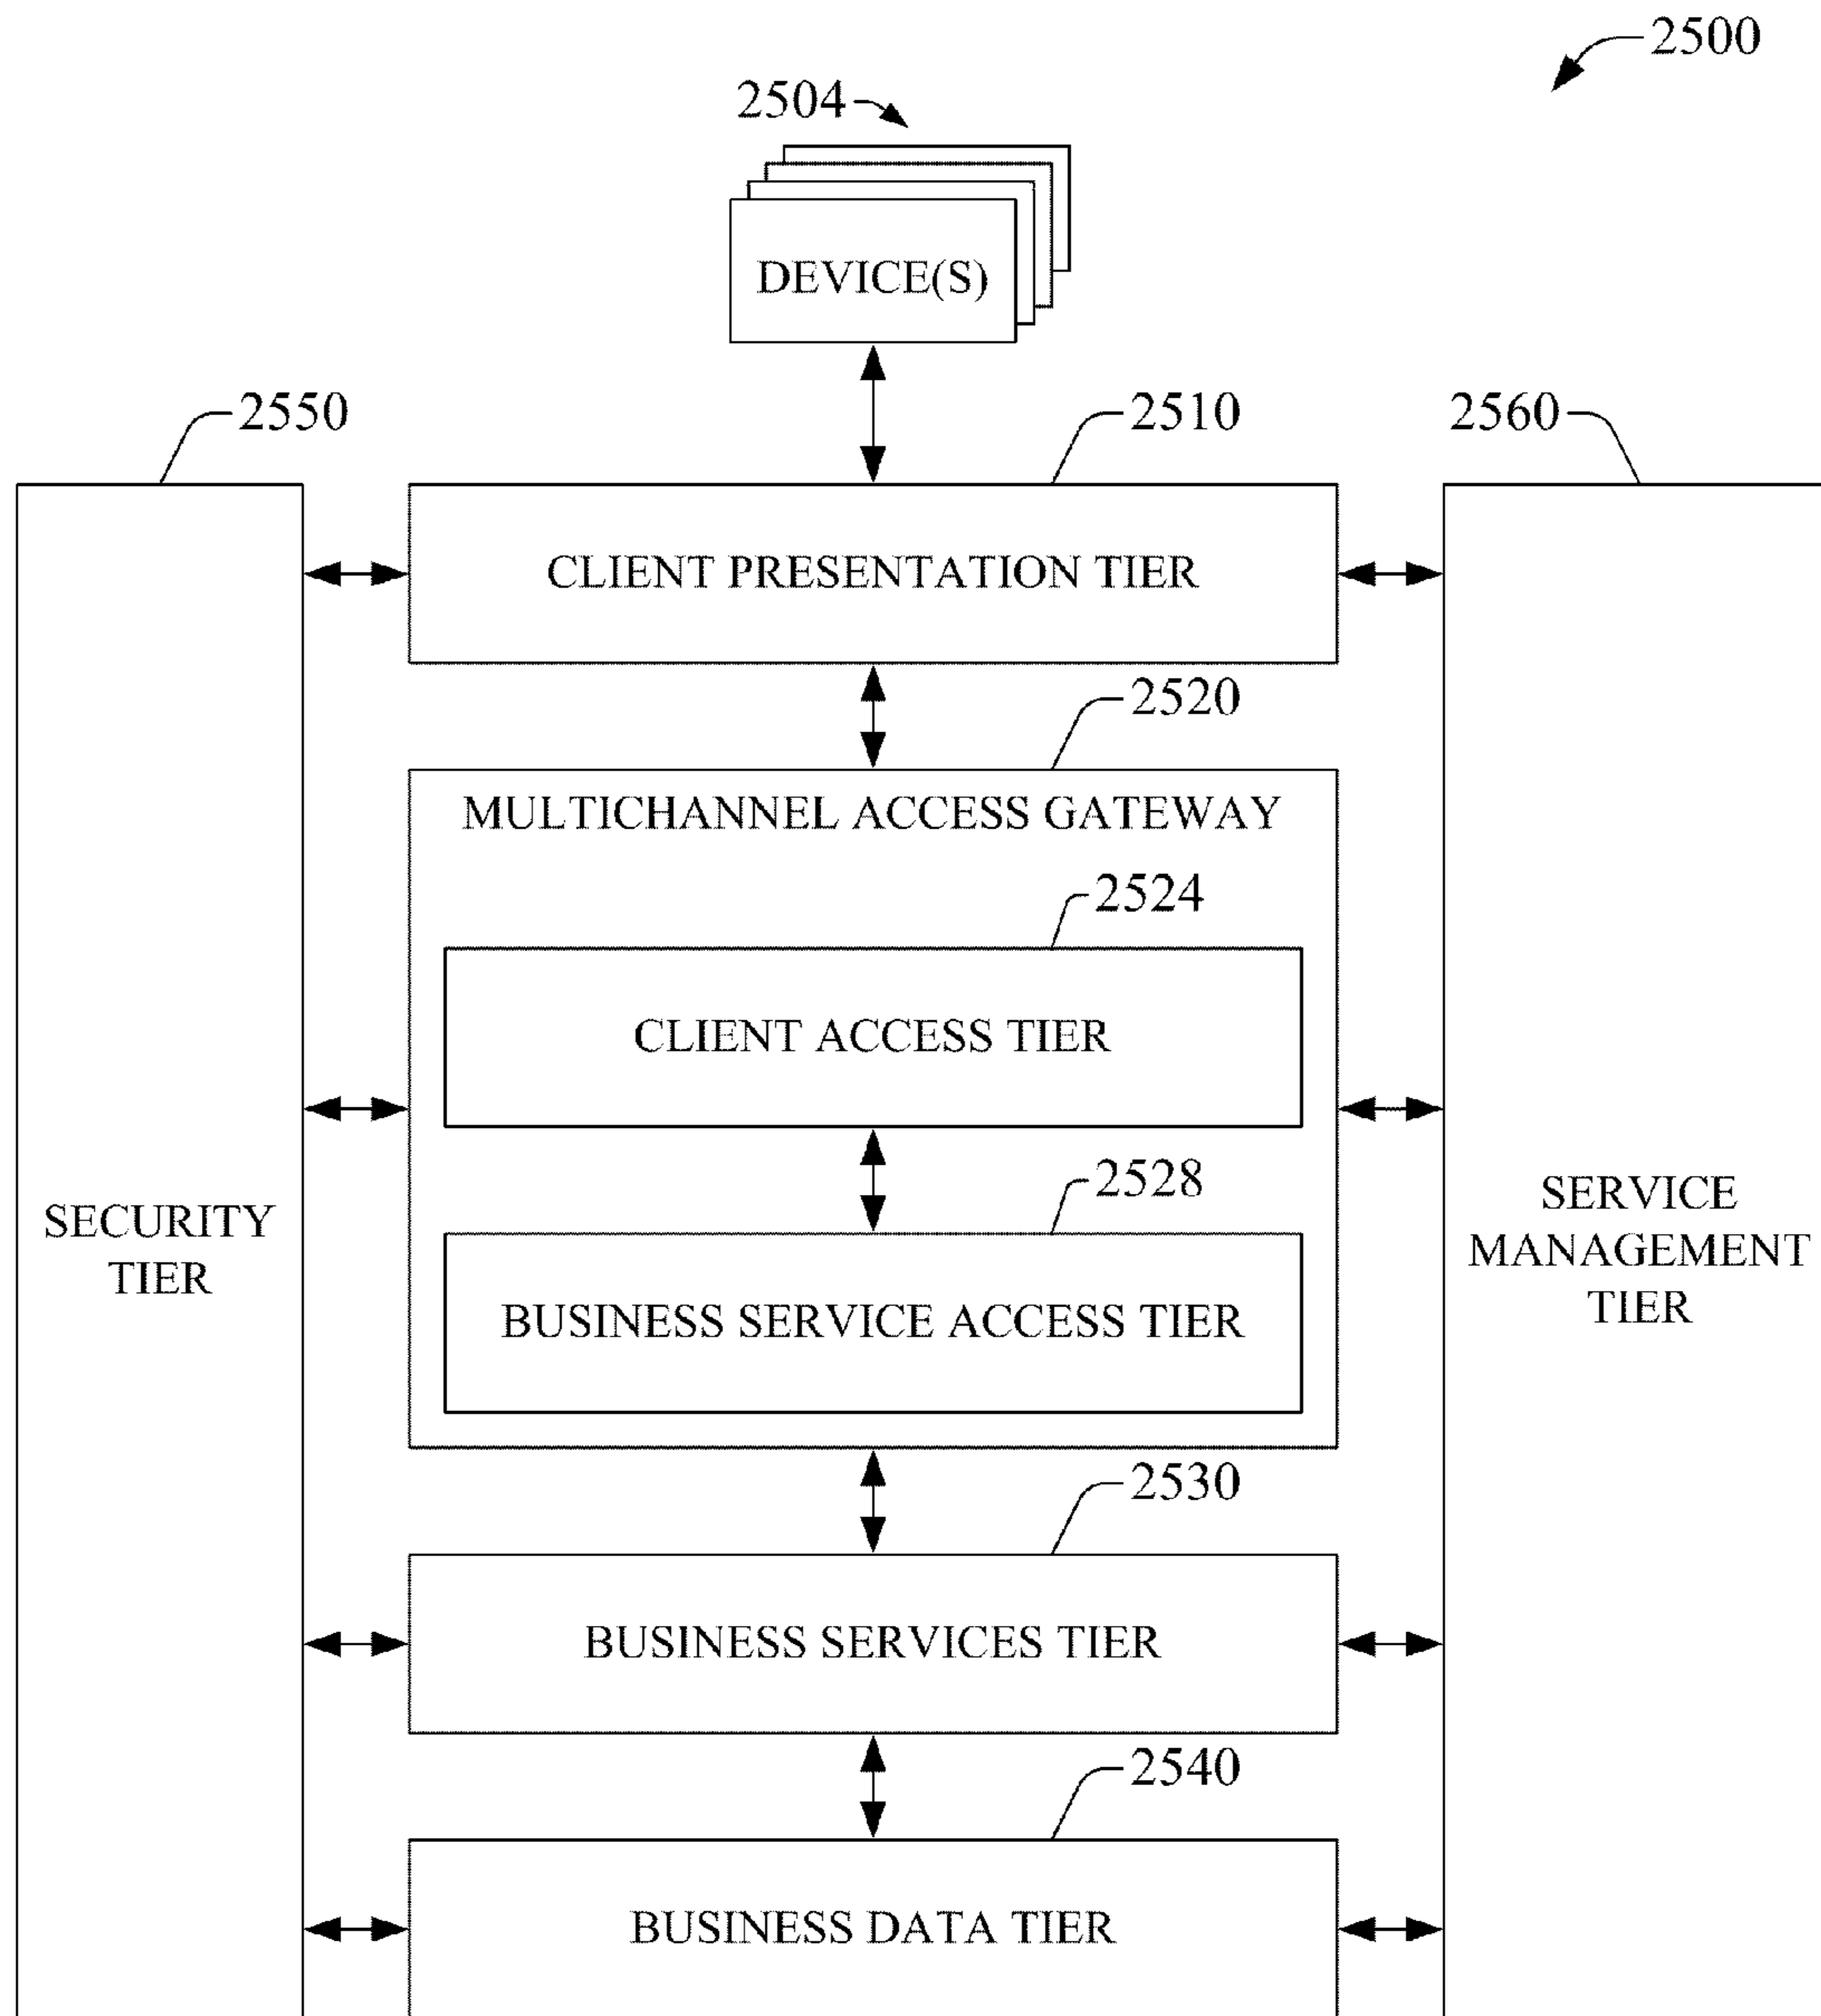 2500
2504
DEVICE(S)
2550
2510
2560
CLIENT PRESENTATION TIER
2520
MULTICHANNEL ACCESS GATEWAY
2524
CLIENT ACCESS TIER
2528
SECURITY
TIER
SERVICE
MANAGEMENT
TIER
BUSINESS SERVICE ACCESS TIER
2530
BUSINESS SERVICES TIER
2540
BUSINESS DATA TIER